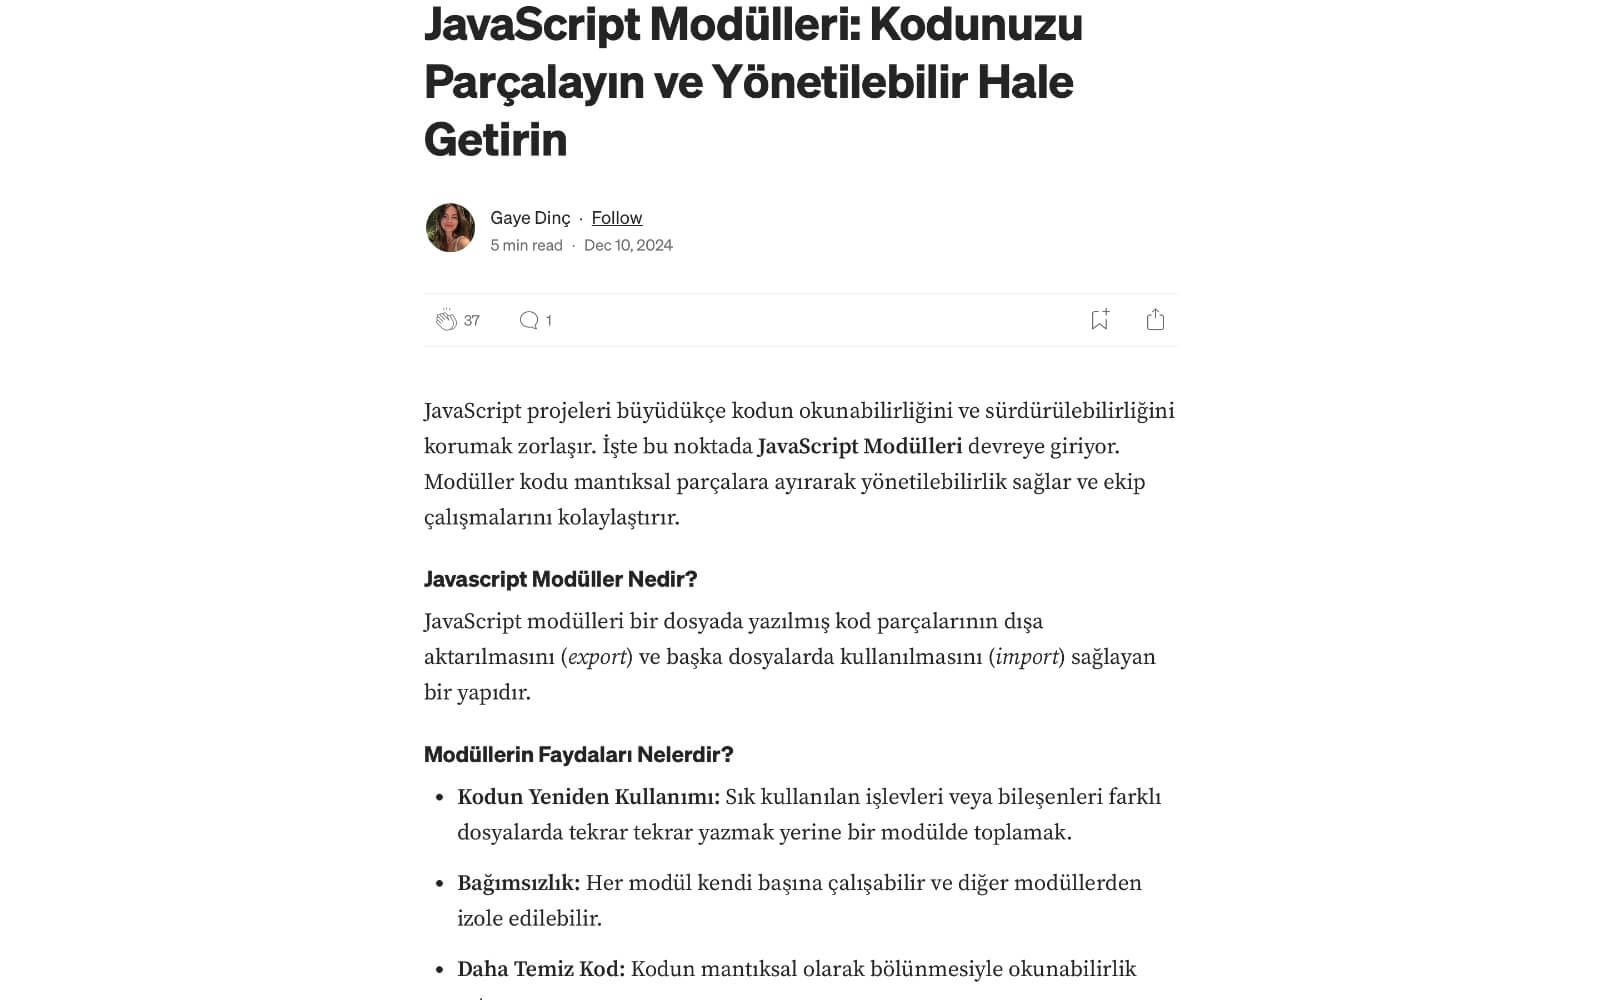 JavaScript Modülleri: Kodunuzu
Parçalayın ve Yönetilebilir Hale
Getirin
Gaye Dinç · Follow
5 min read · Dec 10, 2024
37 1
JavaScript projeleri büyüdükçe kodun okunabilirliğini ve sürdürülebilirliğini
korumak zorlaşır. İşte bu noktada JavaScript Modülleri devreye giriyor.
Modüller kodu mantıksal parçalara ayırarak yönetilebilirlik sağlar ve ekip
çalışmalarını kolaylaştırır.
Javascript Modüller Nedir?
JavaScript modülleri bir dosyada yazılmış kod parçalarının dışa
aktarılmasını (export) ve başka dosyalarda kullanılmasını (import) sağlayan
bir yapıdır.
Modüllerin Faydaları Nelerdir?
• Kodun Yeniden Kullanımı: Sık kullanılan işlevleri veya bileşenleri farklı
dosyalarda tekrar tekrar yazmak yerine bir modülde toplamak.
• Bağımsızlık: Her modül kendi başına çalışabilir ve diğer modüllerden
izole edilebilir.
• Daha Temiz Kod: Kodun mantıksal olarak bölünmesiyle okunabilirlik